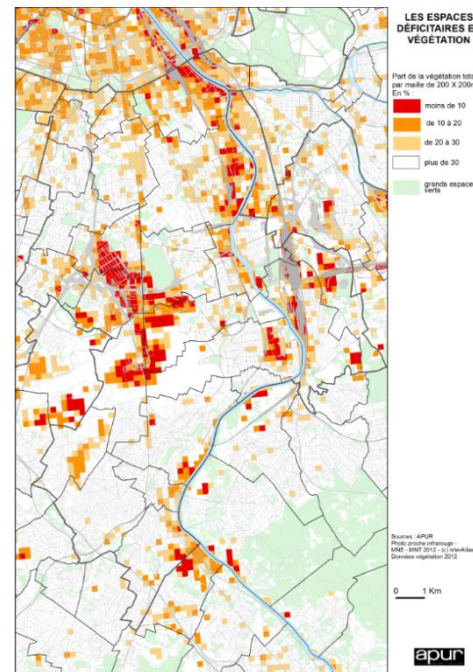 LES ESPACES
DÉFICITAIRES E
VÉGÉTATION
Part de la végétation tota
par maille de 200 X 200m
En %
moins de 10
de 10 à 20
de 20 à 30
plus de 30
grands espace
verts
Sources : APUR
Photo proche infrarouge -
MNE - MNT 2012 - (c) InterAtlas
Données végétation 2012
0 1 Km
apur